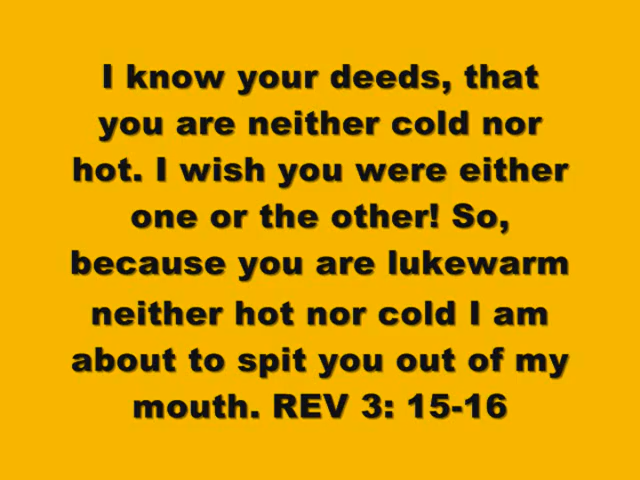 I know your deeds, that
you are neither cold nor
hot. I wish you were either
one or the other! So,
because you are lukewarm
neither hot nor cold I am
about to spit you out of my
mouth. REV 3: 15-16